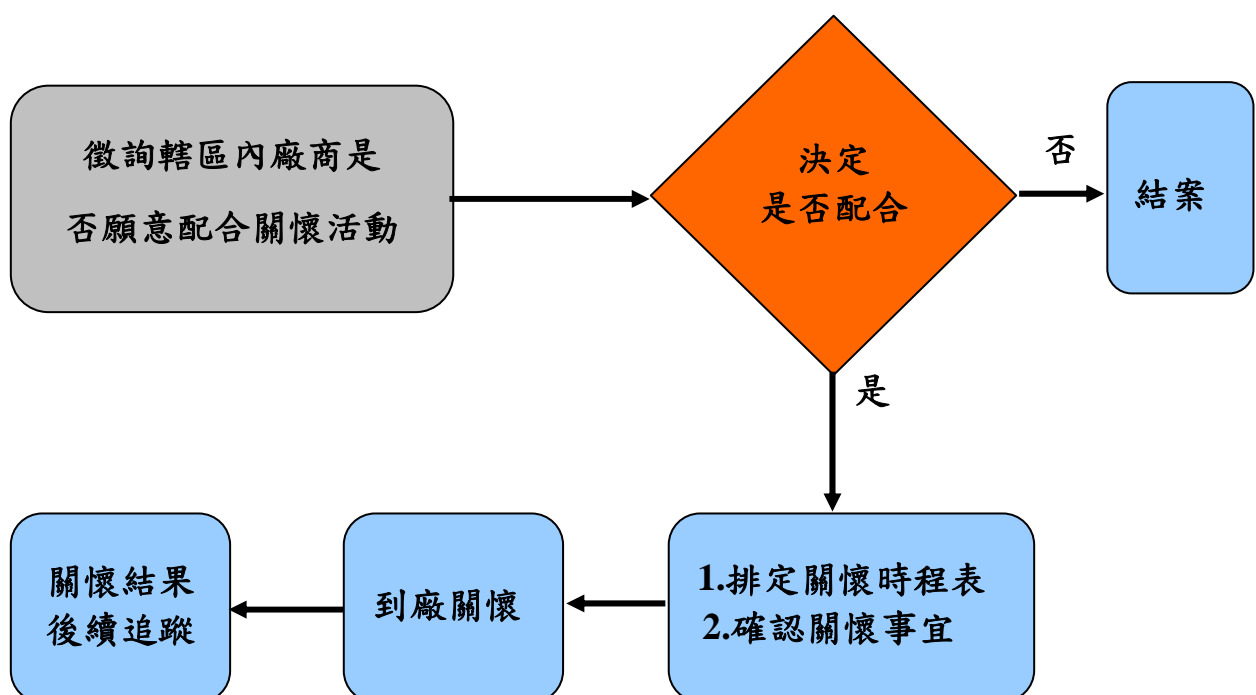 徵詢轄區內廠商是
否願意配合關懷活動
決定
是否配合
否
結案
是
1.排定關懷時程表
2.確認關懷事宜
到廠關懷
關懷結果
後續追蹤